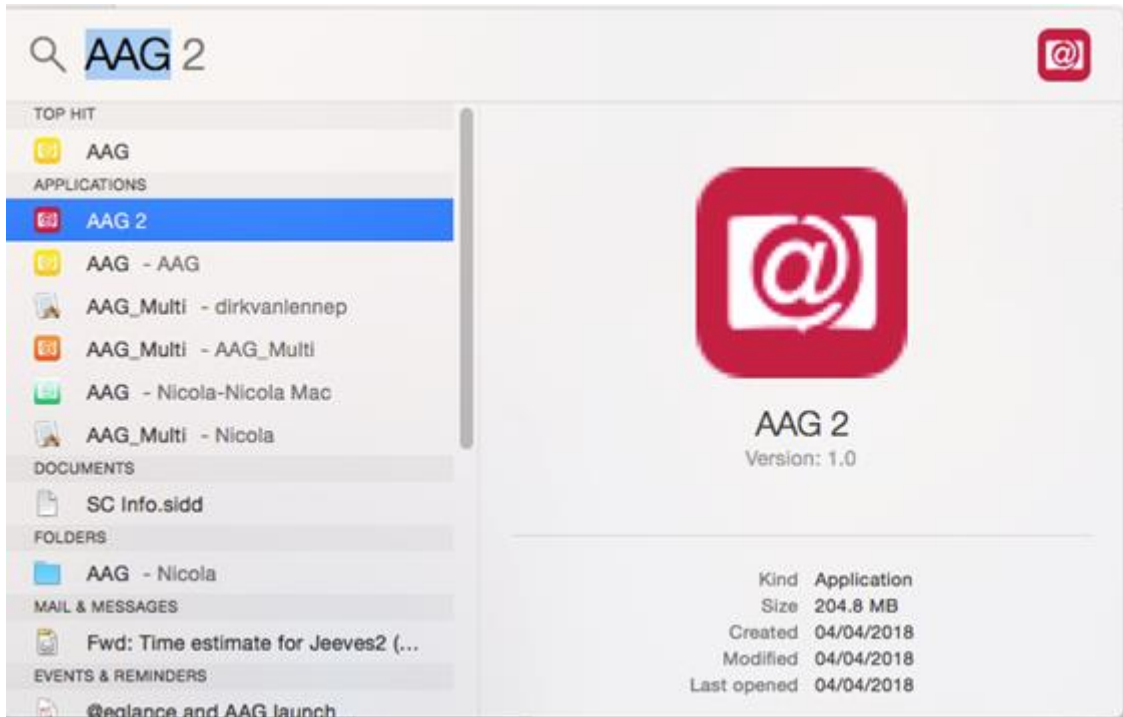 AAG 2
TOP HIT
AAG
APPLICATIONS
AAG 2
AAG - AAG
AAG_Multi - dirkvanlennep
AAG_Multi - AAG_Multi
AAG - Nicola-Nicola Mac
AAG_Multi - Nicola
DOCUMENTS
SC Info.sidd
FOLDERS
AAG - Nicola
MAIL & MESSAGES
Fwd: Time estimate for Jeeves2 (...
EVENTS & REMINDERS
@eglance and AAG launch
@
AAG 2
Version: 1.0
Kind Application
Size 204.8 MB
Created 04/04/2018
Modified 04/04/2018
Last opened 04/04/2018